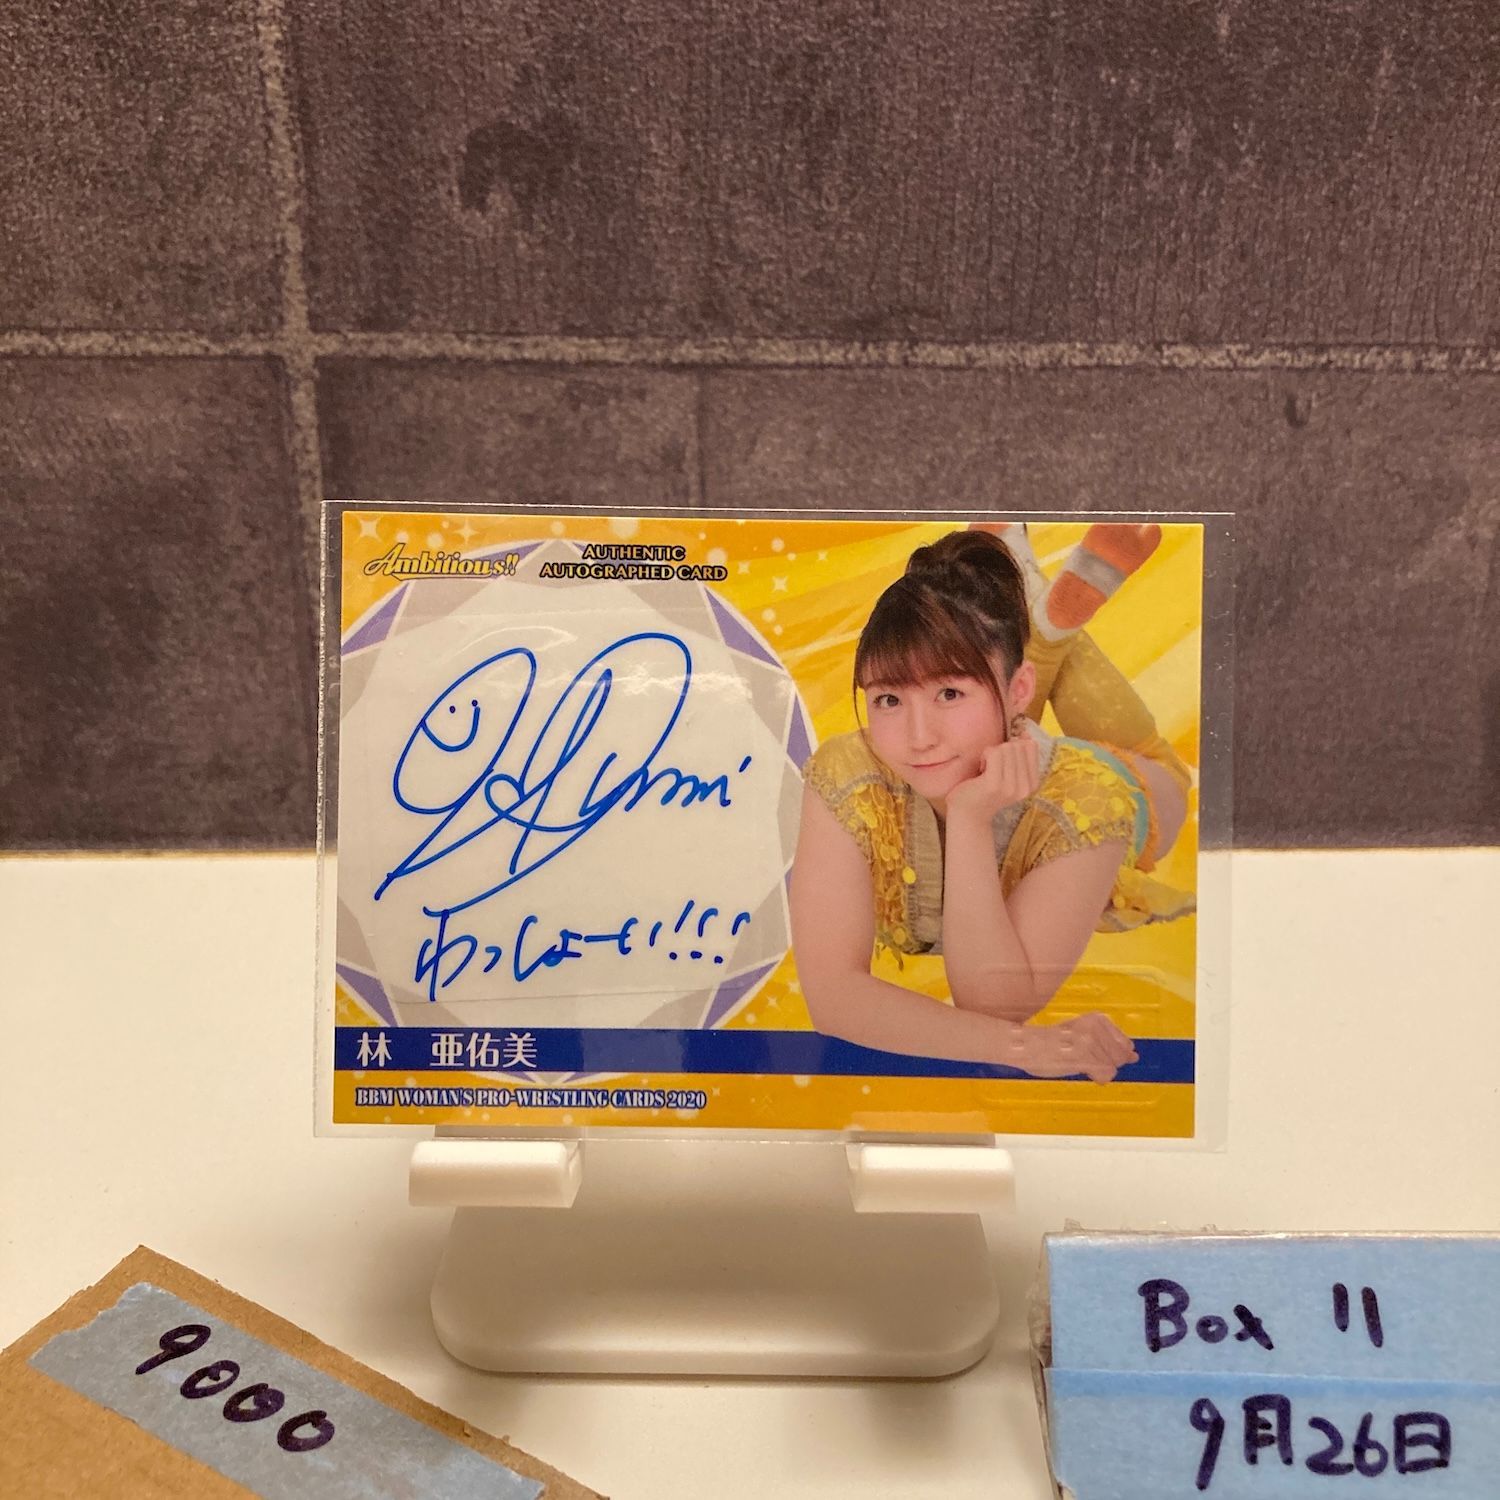 Ambitious!!
AUTHENTIC
AUTOGRAPHED CARD
Ayumi
わっしょーい!!!
林 亜佑美
BBM WOMAN'S PRO-WRESTLING CARDS 2020
9000
Box 11
9月26日